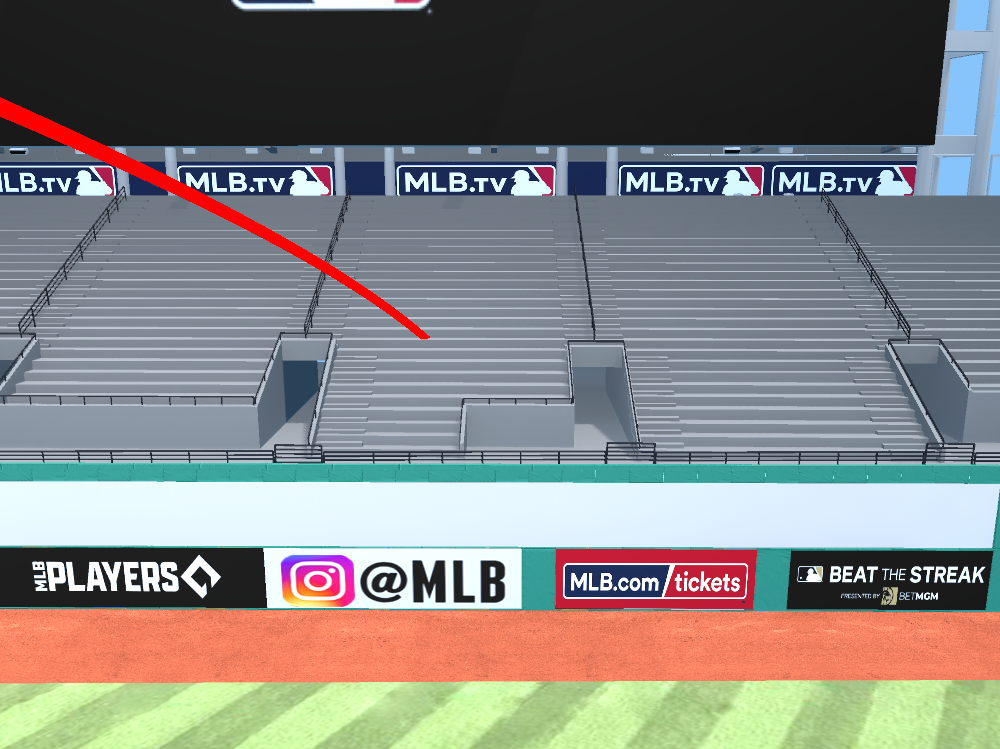 LB.TV
MLB.TV
MLB.TV
MLB.TV
MLB.TV
MLB PLAYERS
@MLB
MLB.com/tickets
BEAT THE STREAK
PRESENTED BY BETMGM